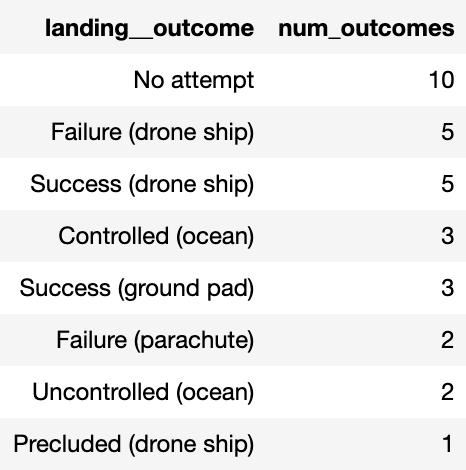 landing__outcome num_outcomes
No attempt 10
Failure (drone ship) 5
Success (drone ship) 5
Controlled (ocean) 3
Success (ground pad) 3
Failure (parachute) 2
Uncontrolled (ocean) 2
Precluded (drone ship) 1